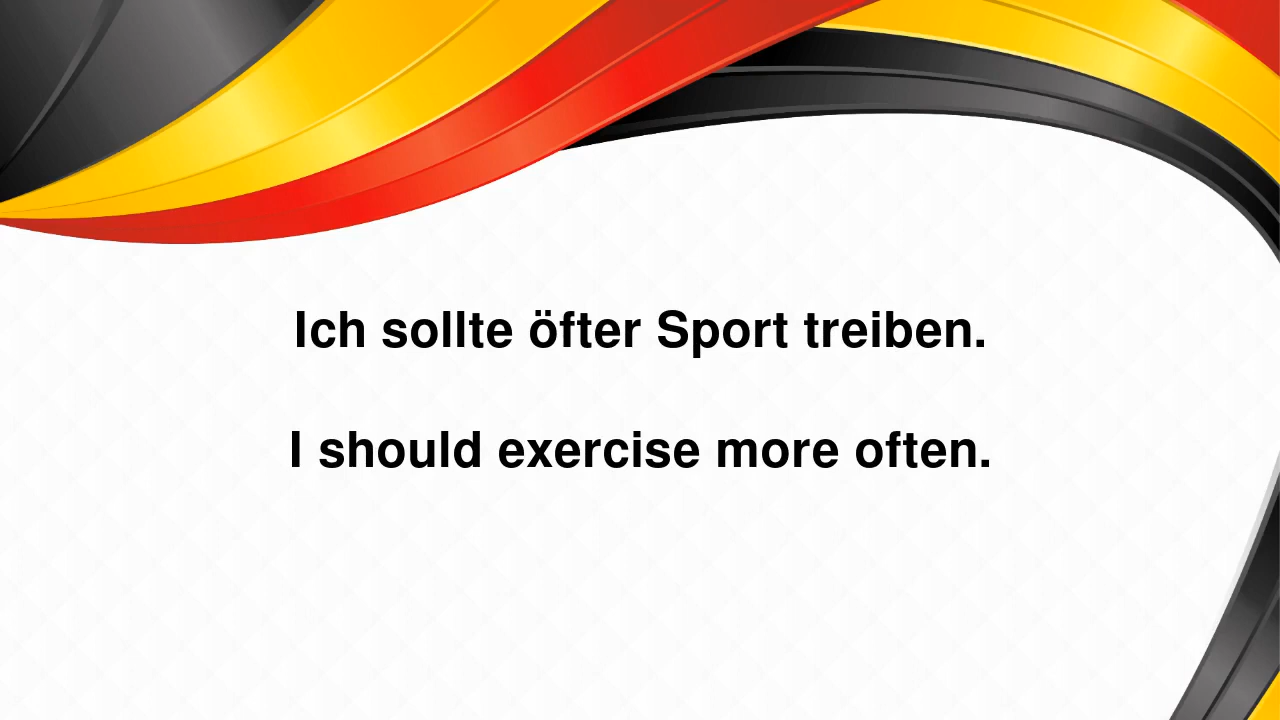 Ich sollte öfter Sport treiben.
I should exercise more often.